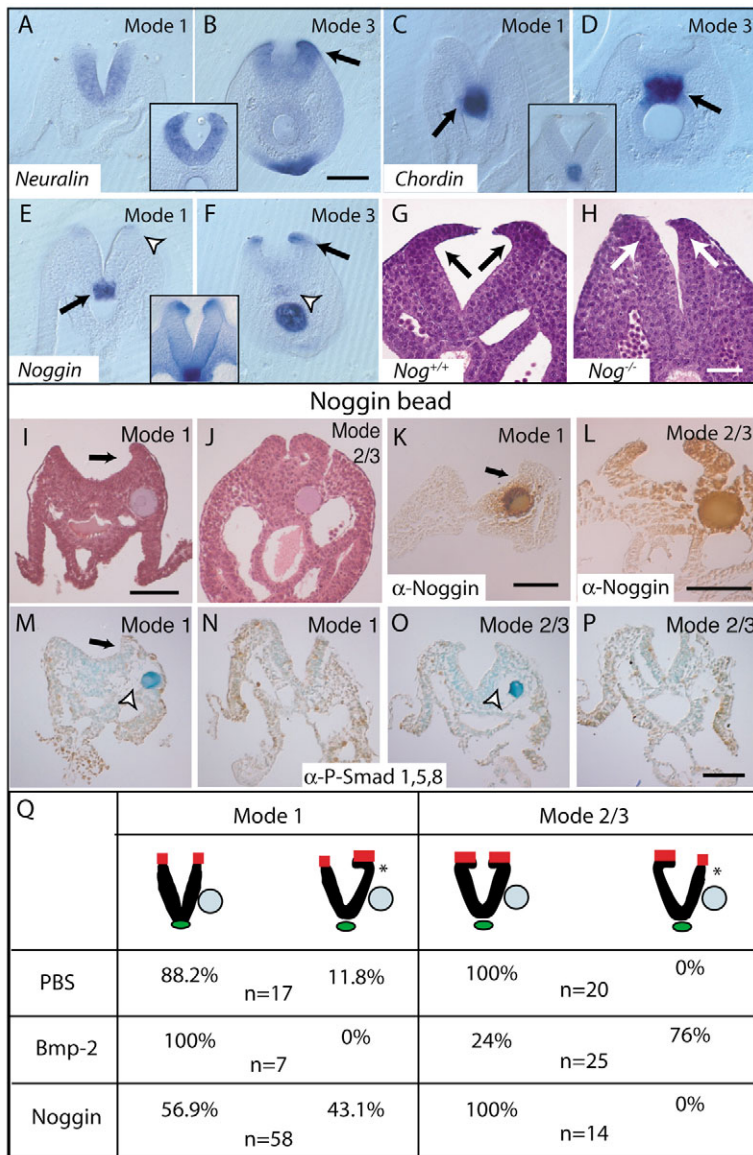 A Mode 1 B Mode 3 C Mode 1 D Mode 3
Neuralin Chordin
E Mode 1 F Mode 3 G H
Noggin Nog+/+ Nog-/-
Noggin bead
I Mode 1 J Mode 2/3 K Mode 1 L Mode 2/3
α-Noggin α-Noggin
M Mode 1 N Mode 1 O Mode 2/3 P Mode 2/3
α-P-Smad 1,5,8
Q Mode 1 Mode 2/3
* *
PBS 88.2% n=17 11.8% 100% n=20 0%
Bmp-2 100% n=7 0% 24% n=25 76%
Noggin 56.9% n=58 43.1% 100% n=14 0%